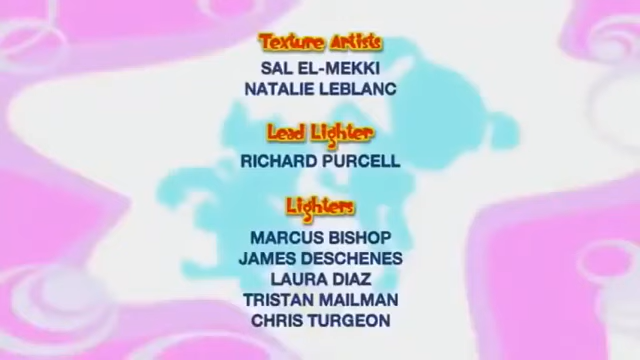 Texture Artists
SAL EL-MEKKI
NATALIE LEBLANC
Lead Lighter
RICHARD PURCELL
Lighters
MARCUS BISHOP
JAMES DESCHENES
LAURA DIAZ
TRISTAN MAILMAN
CHRIS TURGEON